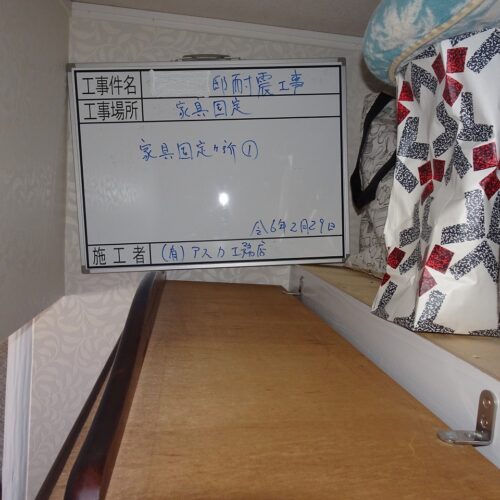 工事件名 邸耐震工事
工事場所 家具固定
家具固定ヶ所①
令6年2月29日
施工者 (有)アスカ工務店